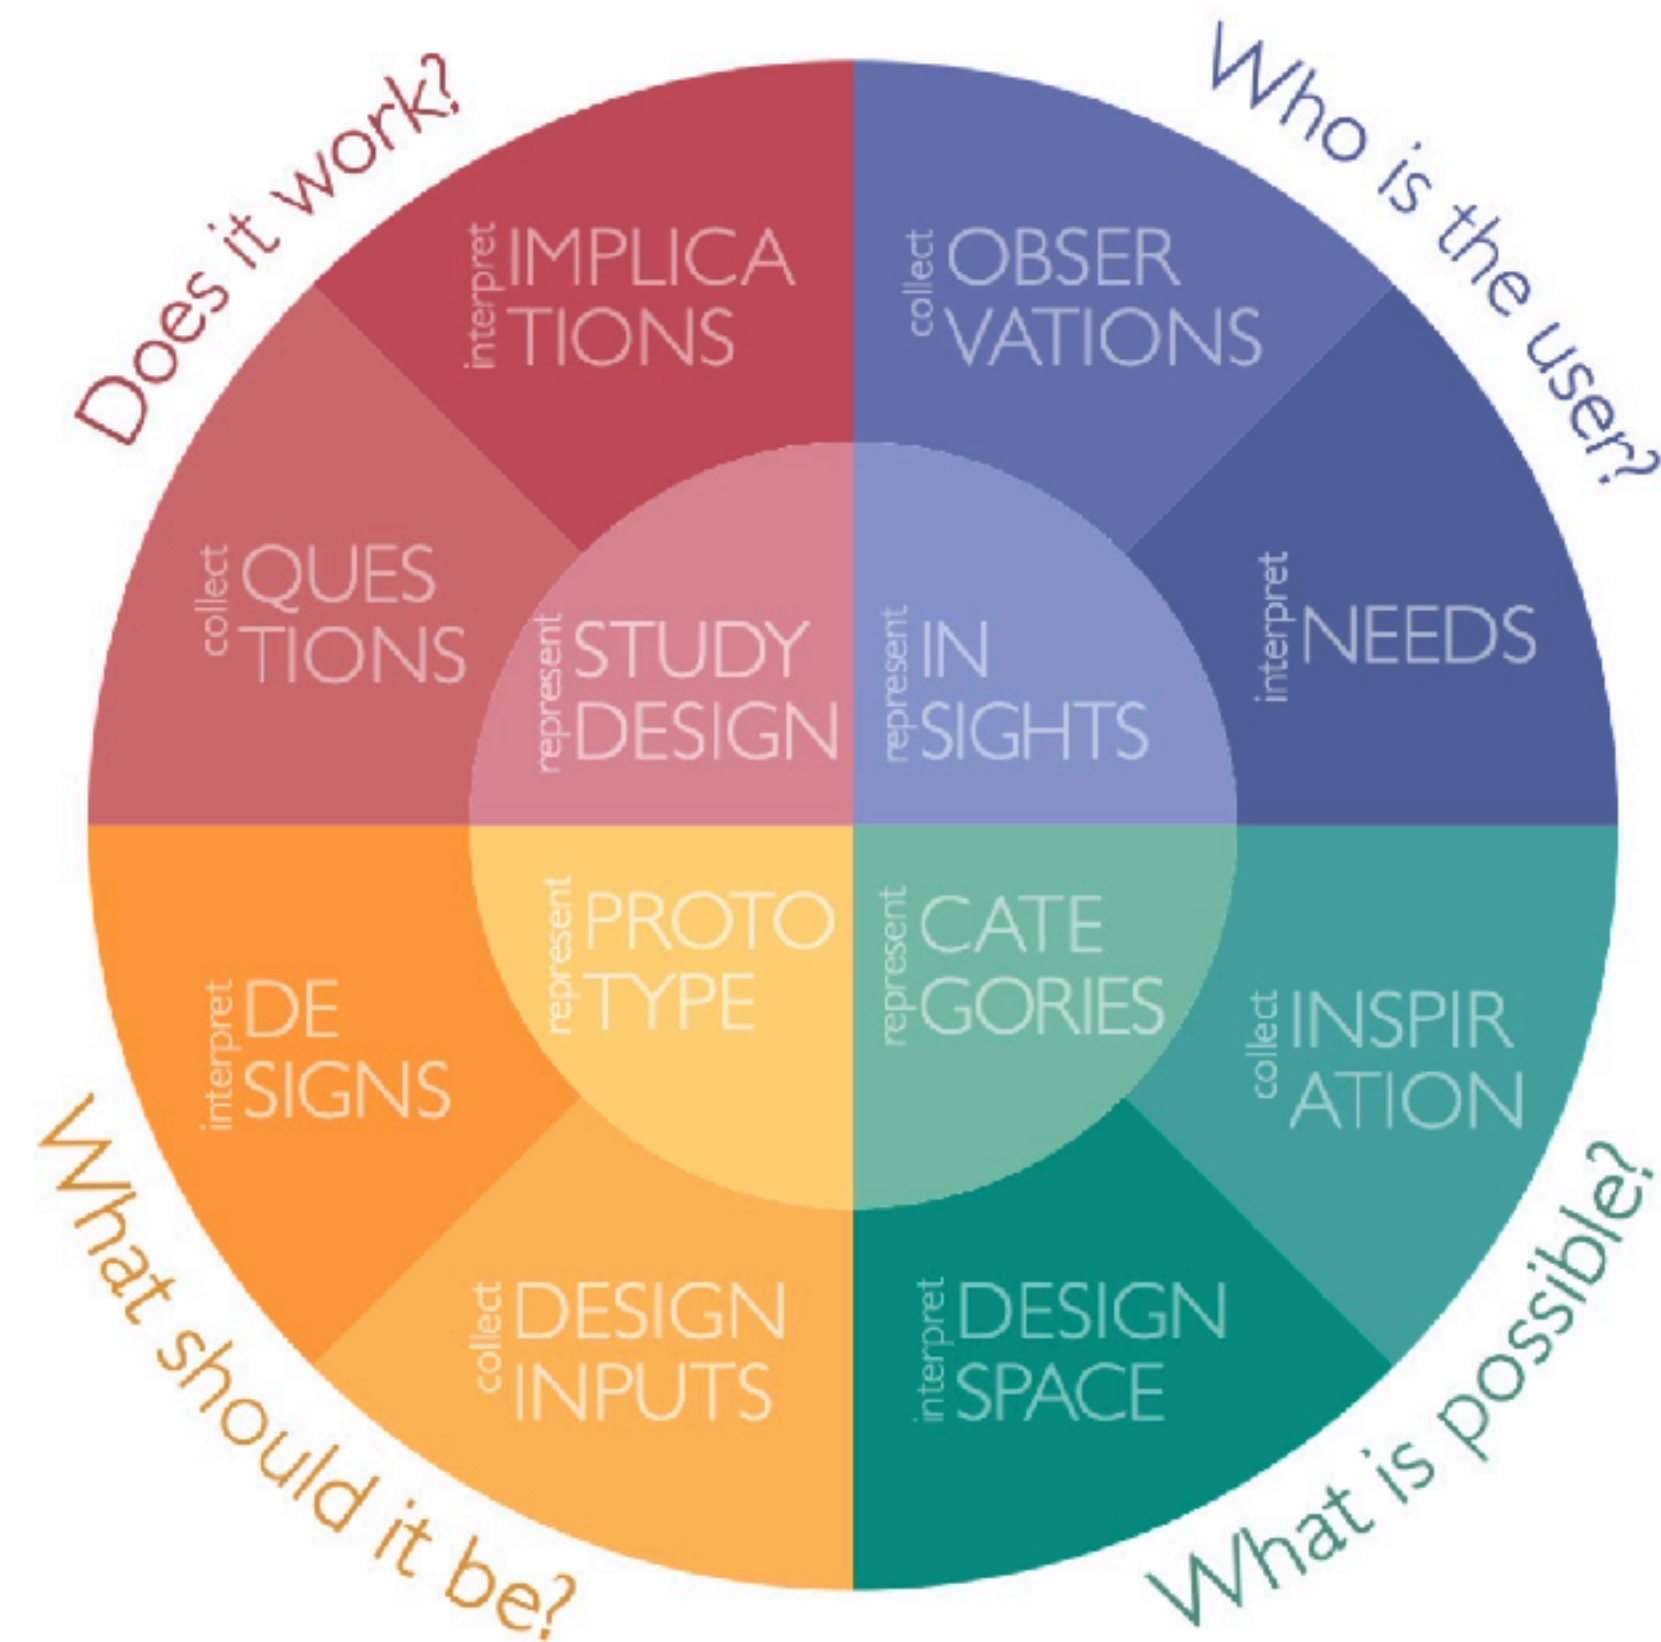 Does it work?
Who is the user?
interpret
IMPLICA
TIONS
collect
OBSER
VATIONS
collect
QUES
TIONS
represent
STUDY
DESIGN
represent
IN
SIGHTS
interpret
NEEDS
interpret
DE
SIGNS
represent
PROTO
TYPE
represent
CATE
GORIES
collect
INSPIR
ATION
collect
DESIGN
INPUTS
interpret
DESIGN
SPACE
What should it be?
What is possible?